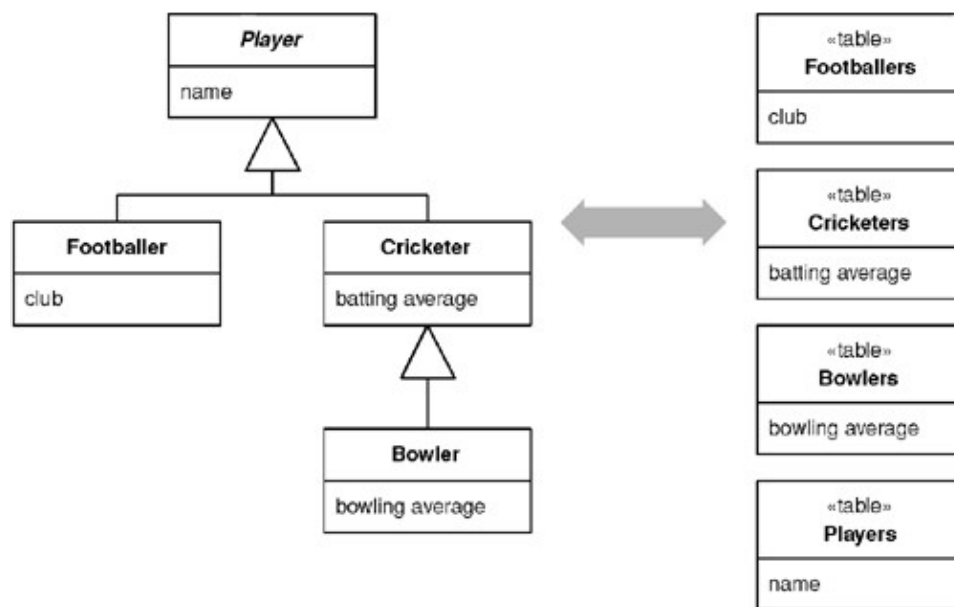 Player
name
Footballer
club
Cricketer
batting average
Bowler
bowling average
«table»
Footballers
club
«table»
Cricketers
batting average
«table»
Bowlers
bowling average
«table»
Players
name